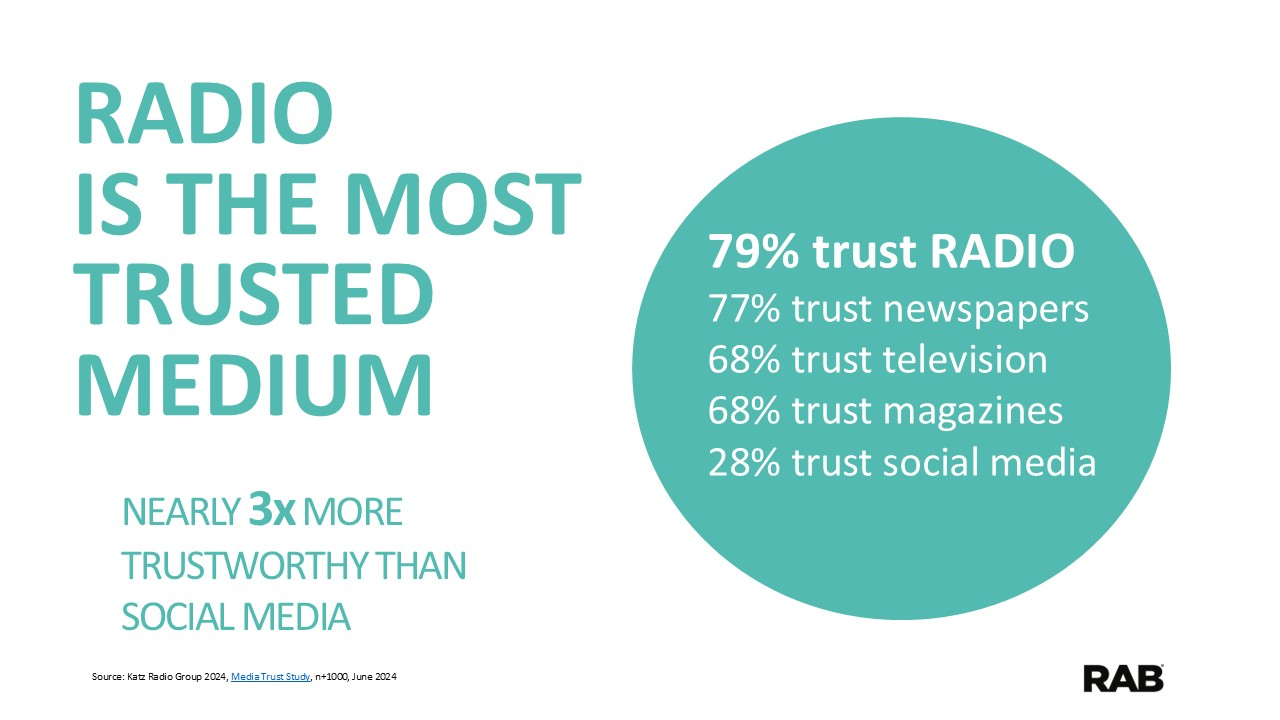 RADIO
IS THE MOST
TRUSTED
MEDIUM
NEARLY 3x MORE
TRUSTWORTHY THAN
SOCIAL MEDIA
79% trust RADIO
77% trust newspapers
68% trust television
68% trust magazines
28% trust social media
Source: Katz Radio Group 2024, Media Trust Study, n+1000, June 2024
RAB